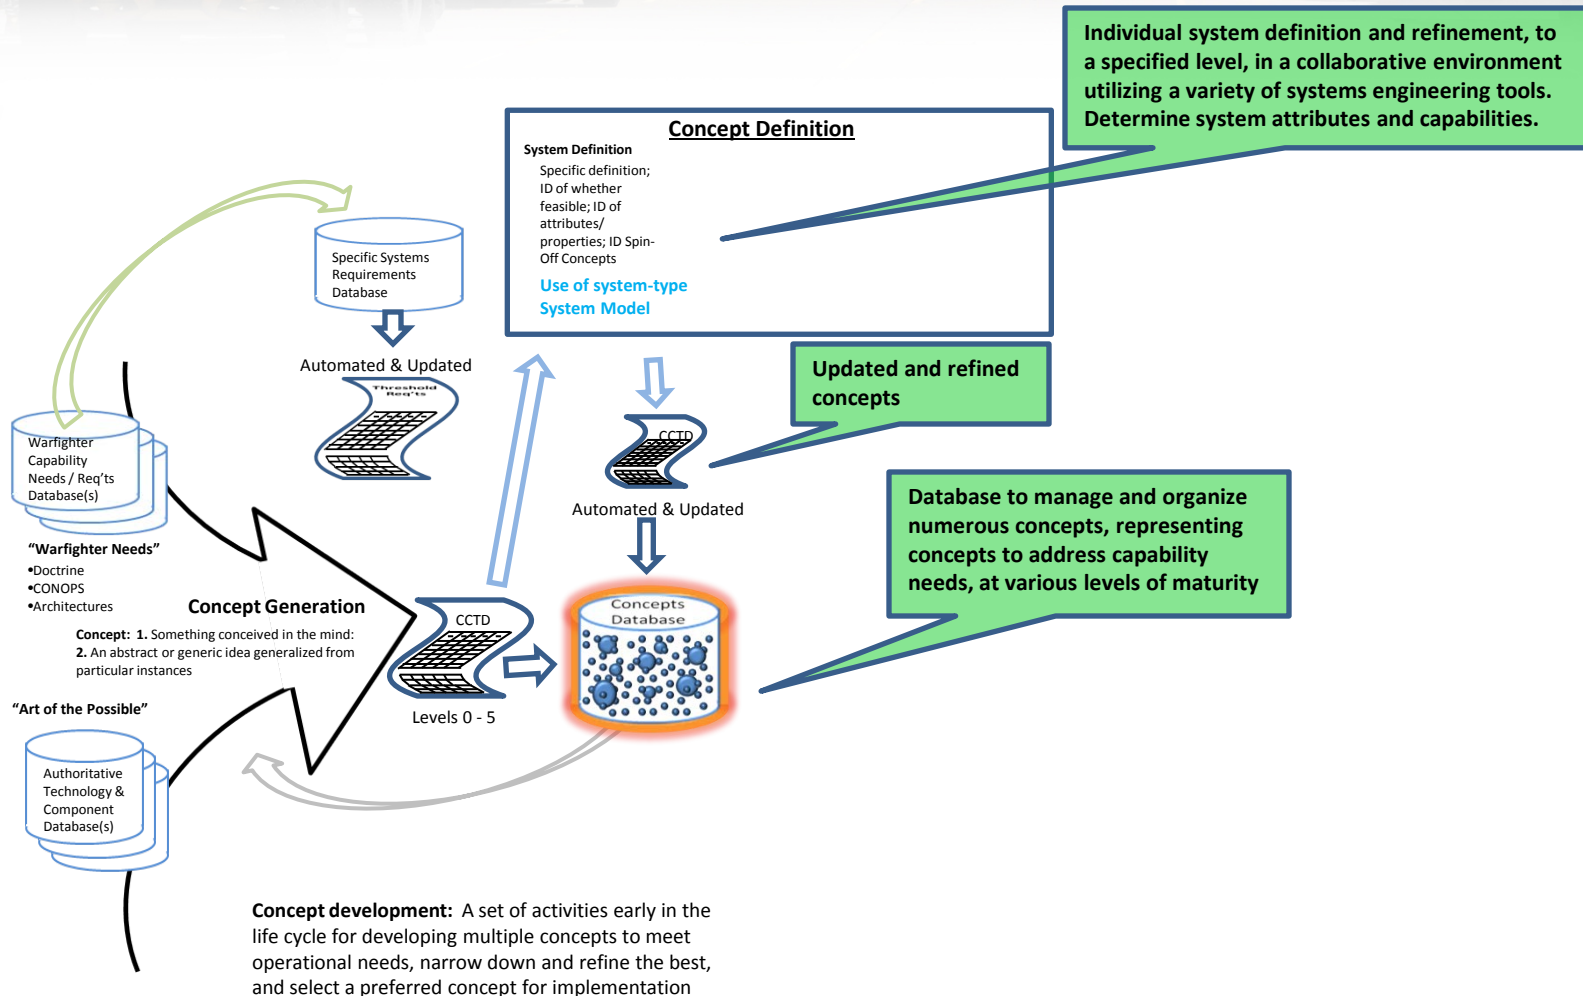 Individual system definition and refinement, to
a specified level, in a collaborative environment
utilizing a variety of systems engineering tools.
Determine system attributes and capabilities.
Concept Definition
System Definition
Specific definition;
ID of whether
feasible; ID of
attributes/
properties; ID Spin-
Off Concepts
Use of system-type
System Model
Specific Systems
Requirements
Database
Automated & Updated
Threshold
Req'ts
Updated and refined
concepts
CCTD
Automated & Updated
Warfighter
Capability
Needs / Req’ts
Database(s)
“Warfighter Needs”
•Doctrine
•CONOPS
•Architectures
Concept Generation
Concept: 1. Something conceived in the mind:
2. An abstract or generic idea generalized from
particular instances
CCTD
Levels 0 - 5
Concepts
Database
Database to manage and organize
numerous concepts, representing
concepts to address capability
needs, at various levels of maturity
“Art of the Possible”
Authoritative
Technology &
Component
Database(s)
Concept development: A set of activities early in the
life cycle for developing multiple concepts to meet
operational needs, narrow down and refine the best,
and select a preferred concept for implementation